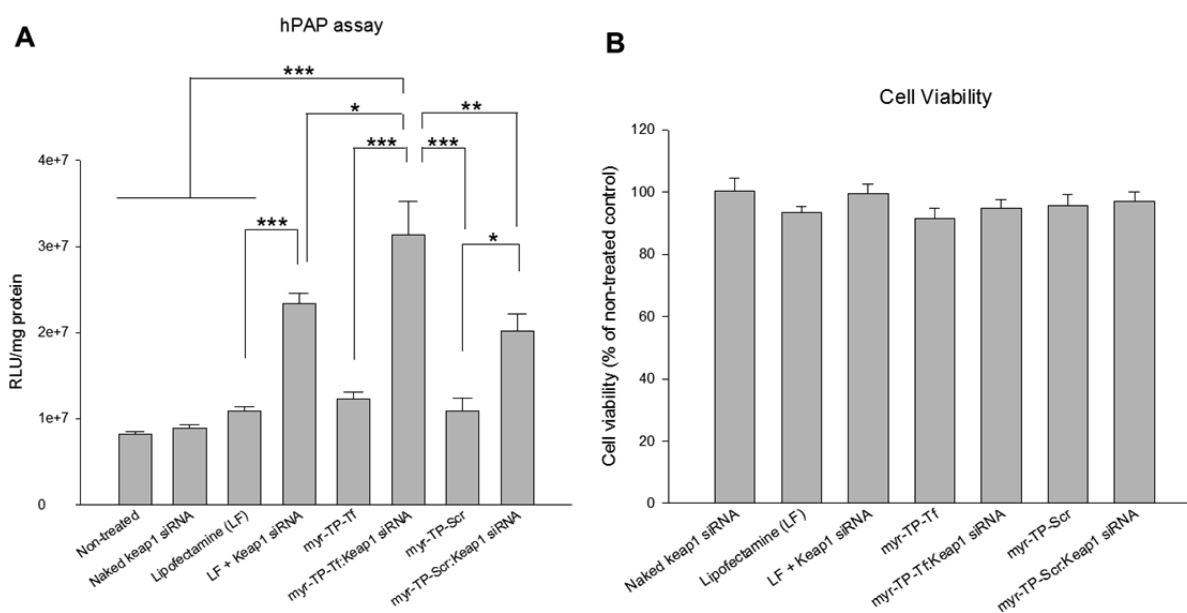 A
hPAP assay
***
*
**
***
***
***
*
4e+7
3e+7
2e+7
1e+7
0
RLU/mg protein
Non-treated
Naked keap1 siRNA
Lipofectamine (LF)
LF + Keap1 siRNA
myr-TP-Tf
myr-TP-Tf:Keap1 siRNA
myr-TP-Scr
myr-TP-Scr:Keap1 siRNA
B
Cell Viability
120
100
80
60
40
20
0
Cell viability (% of non-treated control)
Naked keap1 siRNA
Lipofectamine (LF)
LF + Keap1 siRNA
myr-TP-Tf
myr-TP-Tf:Keap1 siRNA
myr-TP-Scr
myr-TP-Scr:Keap1 siRNA